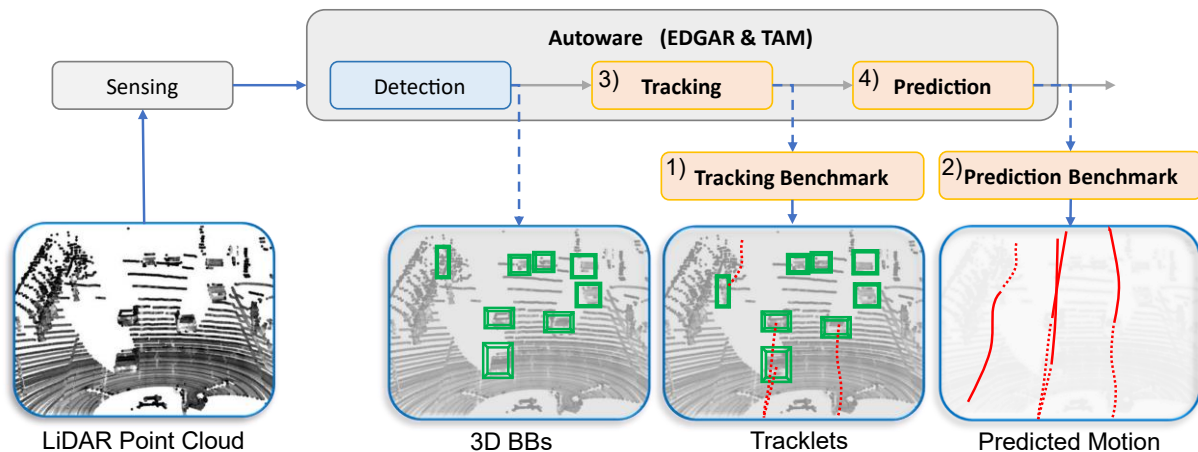 Autoware (EDGAR & TAM)
Sensing
Detection
3) Tracking
4) Prediction
1) Tracking Benchmark
2) Prediction Benchmark
LiDAR Point Cloud
3D BBs
Tracklets
Predicted Motion